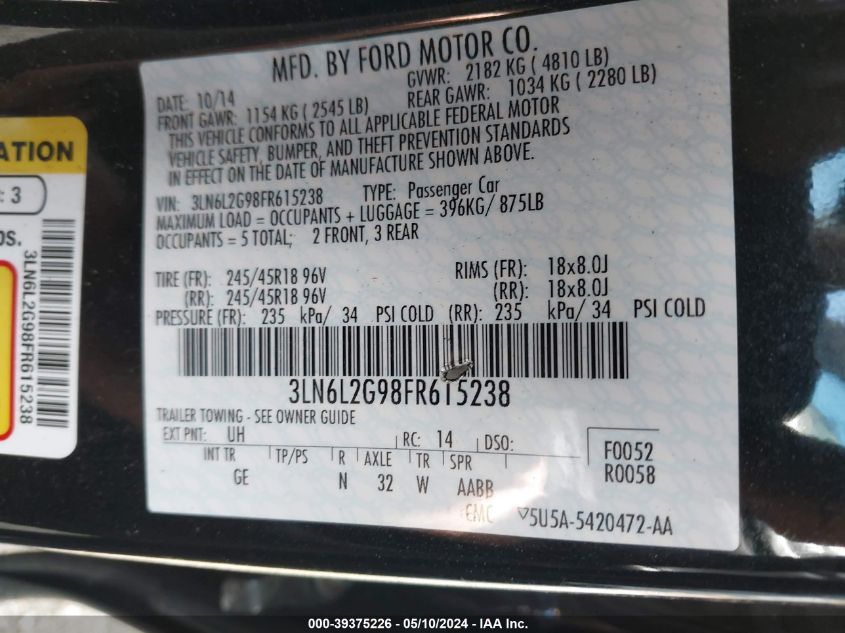 MFD. BY FORD MOTOR CO.
DATE: 10/14 GVWR: 2182 KG ( 4810 LB)
FRONT GAWR: 1154 KG ( 2545 LB) REAR GAWR: 1034 KG ( 2280 LB)
THIS VEHICLE CONFORMS TO ALL APPLICABLE FEDERAL MOTOR
VEHICLE SAFETY, BUMPER, AND THEFT PREVENTION STANDARDS
IN EFFECT ON THE DATE OF MANUFACTURE SHOWN ABOVE.
VIN: 3LN6L2G98FR615238 TYPE: Passenger Car
MAXIMUM LOAD = OCCUPANTS + LUGGAGE = 396KG/ 875LB
OCCUPANTS = 5 TOTAL; 2 FRONT, 3 REAR
TIRE (FR): 245/45R18 96V RIMS (FR): 18x8.0J
(RR): 245/45R18 96V (RR): 18x8.0J
PRESSURE (FR): 235 kPa/ 34 PSI COLD (RR): 235 kPa/ 34 PSI COLD
3LN6L2G98FR615238
TRAILER TOWING - SEE OWNER GUIDE
EXT PNT: UH RC: 14 DSO: F0052
INT TR TP/PS R AXLE TR SPR R0058
GE N 32 W AABB
EMC 5U5A-5420472-AA
ATION
: 3
DS.
3LN6L2G98FR615238
000-39375226 - 05/10/2024 - IAA Inc.